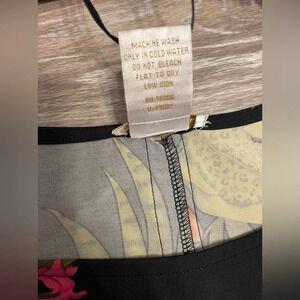 MACHINE WASH
ONLY IN COLD WATER
DO NOT BLEACH
FLAT TO DRY
LOW IRON